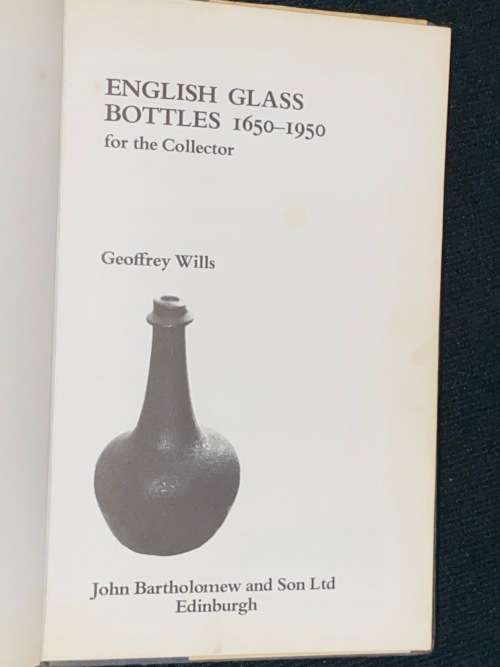 ENGLISH GLASS
BOTTLES 1650–1950
for the Collector
Geoffrey Wills
John Bartholomew and Son Ltd
Edinburgh